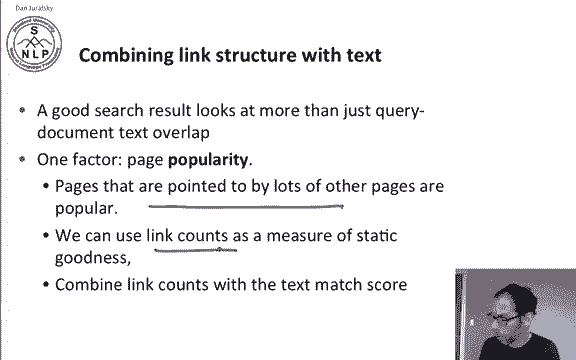 Dan Jurafsky
S
NLP
Combining link structure with text
• A good search result looks at more than just query-
document text overlap
• One factor: page popularity.
• Pages that are pointed to by lots of other pages are
popular.
• We can use link counts as a measure of static
goodness,
• Combine link counts with the text match score